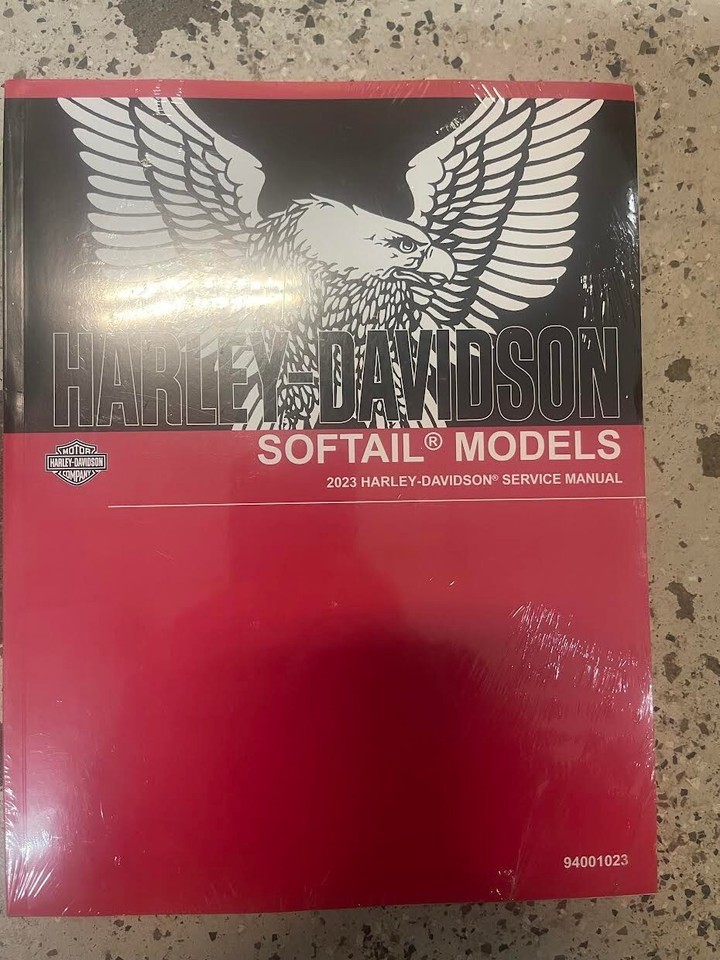 HARLEY-DAVIDSON
SOFTAIL® MODELS
MOTOR
HARLEY-DAVIDSON
COMPANY
2023 HARLEY-DAVIDSON® SERVICE MANUAL
94001023